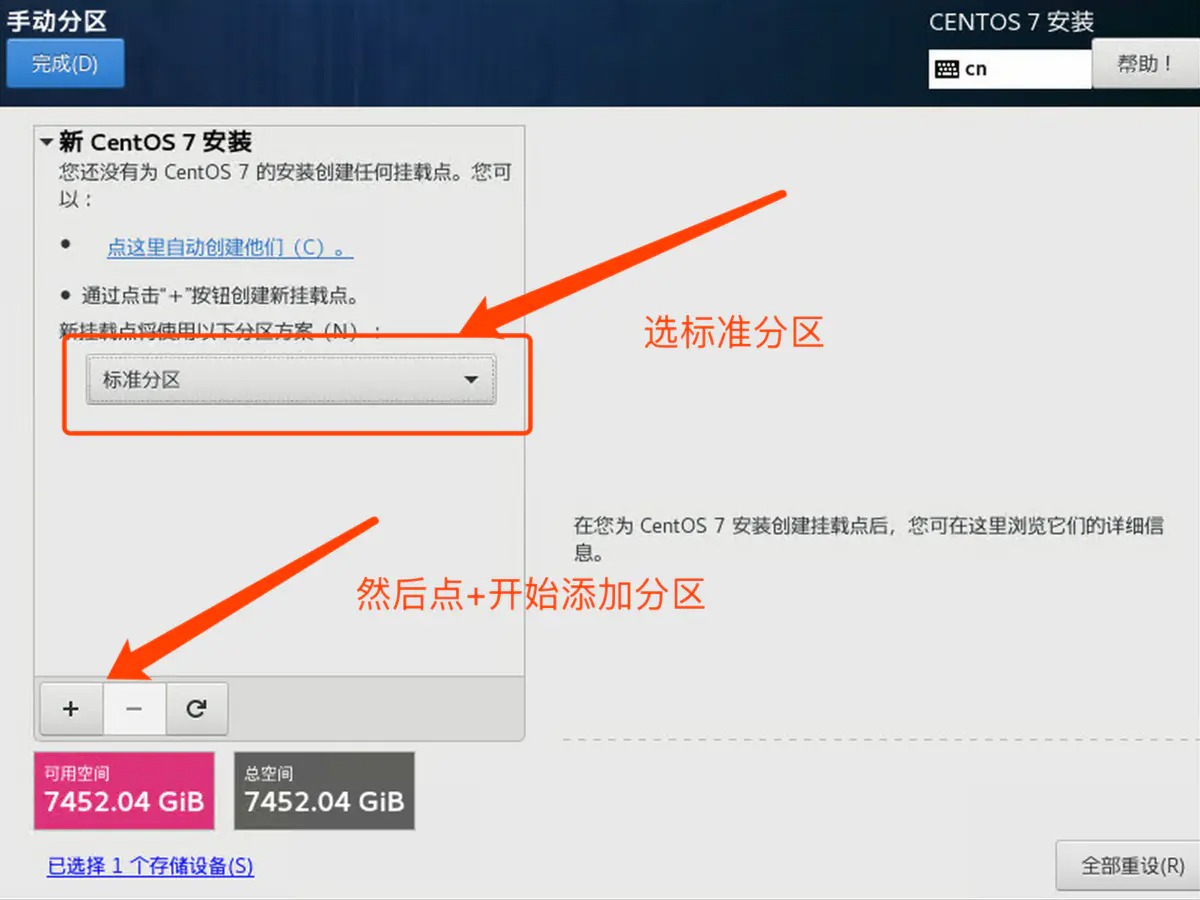 手动分区
CENTOS 7 安装
完成(D)
cn
帮助！
新 CentOS 7 安装
您还没有为 CentOS 7 的安装创建任何挂载点。您可
以：
点这里自动创建他们（C）。
通过点击“+”按钮创建新挂载点。
新挂载点将使用以下分区方案（N）：
选标准分区
标准分区
在您为 CentOS 7 安装创建挂载点后，您可在这里浏览它们的详细信
息。
然后点+开始添加分区
可用空间
7452.04 GiB
总空间
7452.04 GiB
已选择 1 个存储设备(S)
全部重设(R)